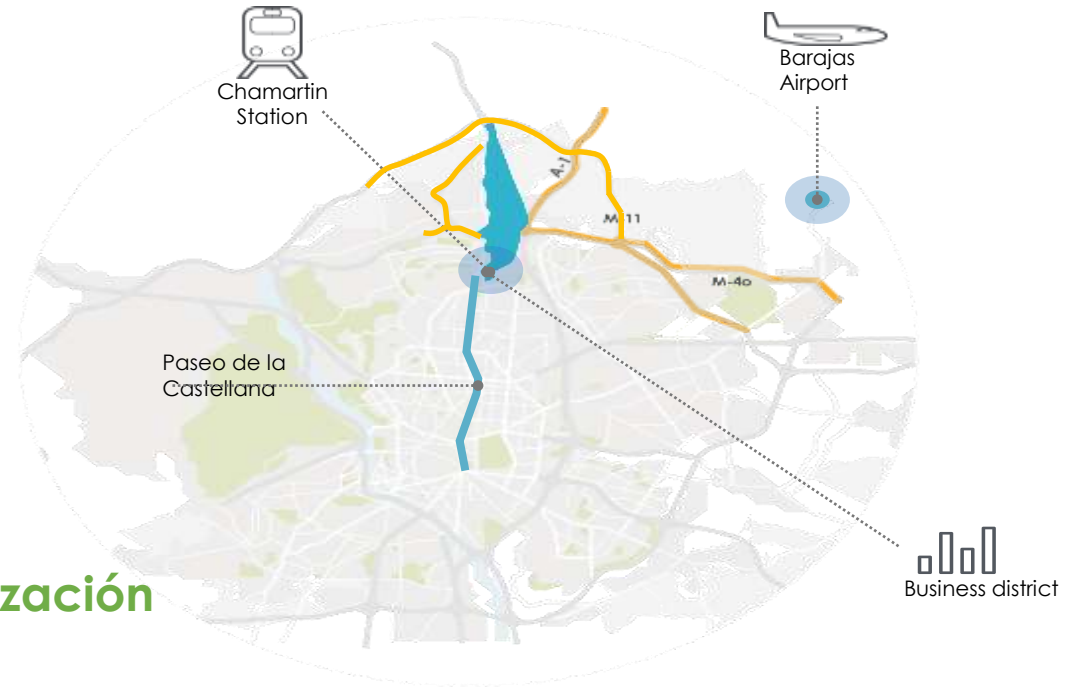 Chamartin
Station
Barajas
Airport
A-1
M-11
M-40
Paseo de la
Castellana
Business district
zación